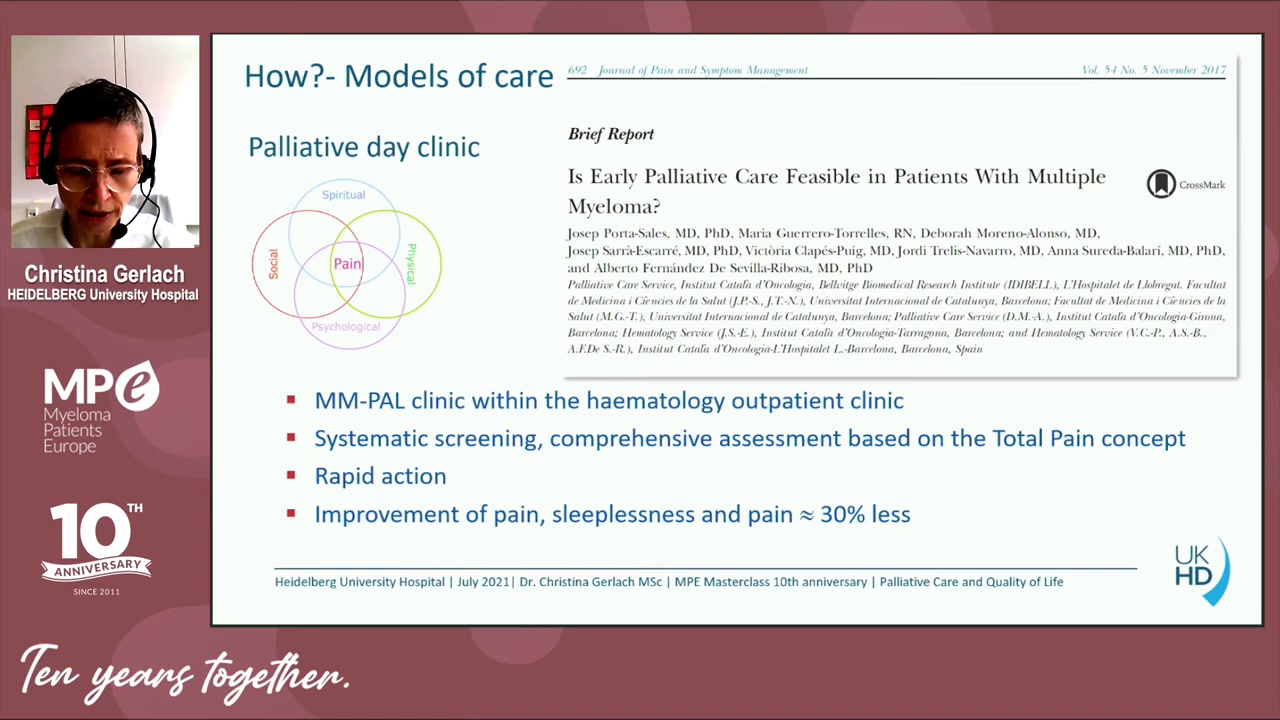 How?- Models of care
692 Journal of Pain and Symptom Management
Vol. 54 No. 5 November 2017
Brief Report
Is Early Palliative Care Feasible in Patients With Multiple
Myeloma?
CrossMark
Josep Porta-Sales, MD, PhD, Maria Guerrero-Torrelles, RN, Deborah Moreno-Alonso, MD,
Josep Sarrà-Escarré, MD, PhD, Victòria Clapés-Puig, MD, Jordi Trelis-Navarro, MD, Anna Sureda-Balarí, MD, PhD,
and Alberto Fernández De Sevilla-Ribosa, MD, PhD
Palliative Care Service, Institut Català d'Oncologia, Bellvitge Biomedical Research Institute (IDIBELL), L'Hospitalet de Llobregat. Facultat
de Medicina i Ciències de la Salut (J.P.-S., J.T.-N.), Universitat Internacional de Catalunya, Barcelona; Facultat de Medicina i Ciències de la
Salut (M.G.-T.), Universitat Internacional de Catalunya, Barcelona; Palliative Care Service (D.M.-A.), Institut Català d'Oncologia-Girona,
Barcelona; Hematology Service (J.S.-E.), Institut Català d'Oncologia-Tarragona, Barcelona; and Hematology Service (V.C.-P., A.S.-B.,
A.F.De S.-R.), Institut Català d'Oncologia-L'Hospitalet L.-Barcelona, Barcelona, Spain
Palliative day clinic
Spiritual
Social
Pain
Physical
Psychological
▪ MM-PAL clinic within the haematology outpatient clinic
▪ Systematic screening, comprehensive assessment based on the Total Pain concept
▪ Rapid action
▪ Improvement of pain, sleeplessness and pain ≈ 30% less
Heidelberg University Hospital | July 2021| Dr. Christina Gerlach MSc | MPE Masterclass 10th anniversary | Palliative Care and Quality of Life
UK
HD
Christina Gerlach
HEIDELBERG University Hospital
MPe
Myeloma
Patients
Europe
10TH
ANNIVERSARY
SINCE 2011
Ten years together.